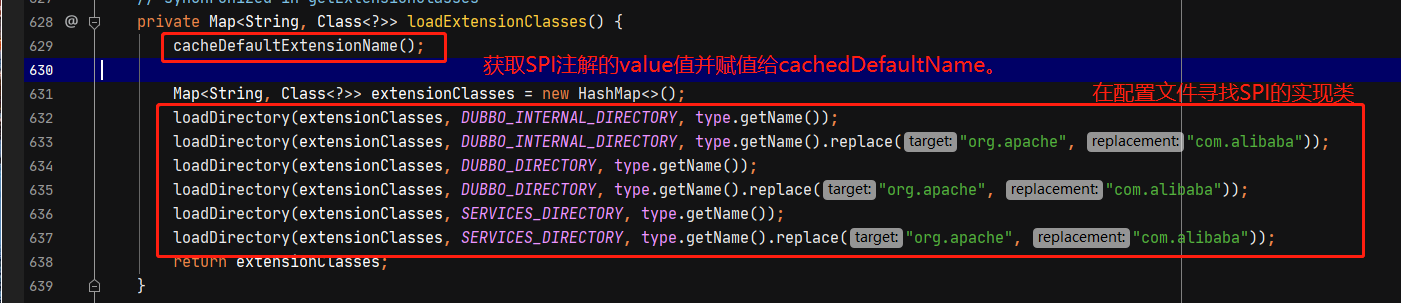 // synchronized in getExtensionClasses
628 @ private Map<String, Class<?>> loadExtensionClasses() {
629 cacheDefaultExtensionName();
获取SPI注解的value值并赋值给cachedDefaultName。
630
在配置文件寻找SPI的实现类
631 Map<String, Class<?>> extensionClasses = new HashMap<>();
632 loadDirectory(extensionClasses, DUBBO_INTERNAL_DIRECTORY, type.getName());
633 loadDirectory(extensionClasses, DUBBO_INTERNAL_DIRECTORY, type.getName().replace( target: "org.apache", replacement: "com.alibaba"));
634 loadDirectory(extensionClasses, DUBBO_DIRECTORY, type.getName());
635 loadDirectory(extensionClasses, DUBBO_DIRECTORY, type.getName().replace( target: "org.apache", replacement: "com.alibaba"));
636 loadDirectory(extensionClasses, SERVICES_DIRECTORY, type.getName());
637 loadDirectory(extensionClasses, SERVICES_DIRECTORY, type.getName().replace( target: "org.apache", replacement: "com.alibaba"));
638 return extensionClasses;
639 }